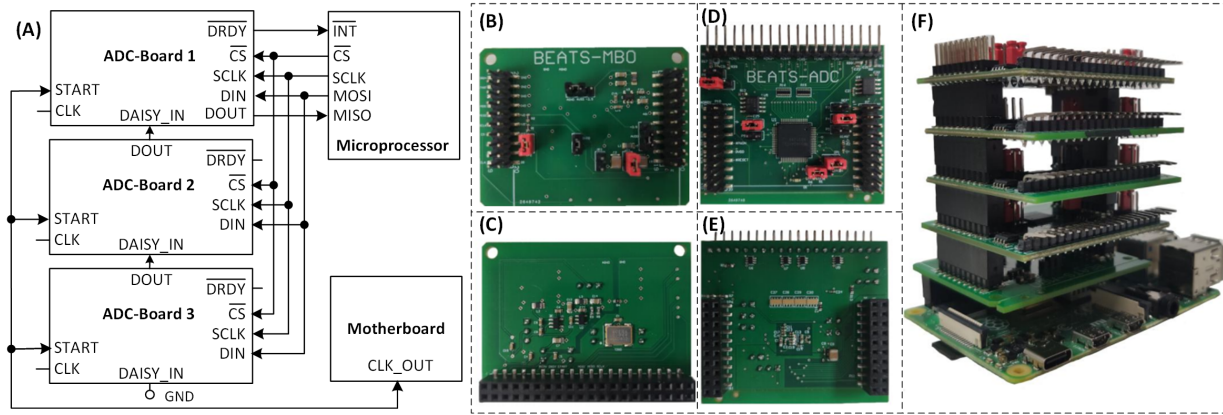 (A)
DRDY
ADC-Board 1
CS
SCLK
DIN
DOUT
START
CLK
DAISY_IN
INT
CS
SCLK
MOSI
MISO
Microprocessor
DOUT
DRDY
ADC-Board 2
CS
SCLK
DIN
START
CLK
DAISY_IN
DOUT
DRDY
ADC-Board 3
CS
SCLK
DIN
START
CLK
DAISY_IN
GND
Motherboard
CLK_OUT
(B)
BEATS-MBO
(C)
(D)
BEATS-ADC
(E)
(F)